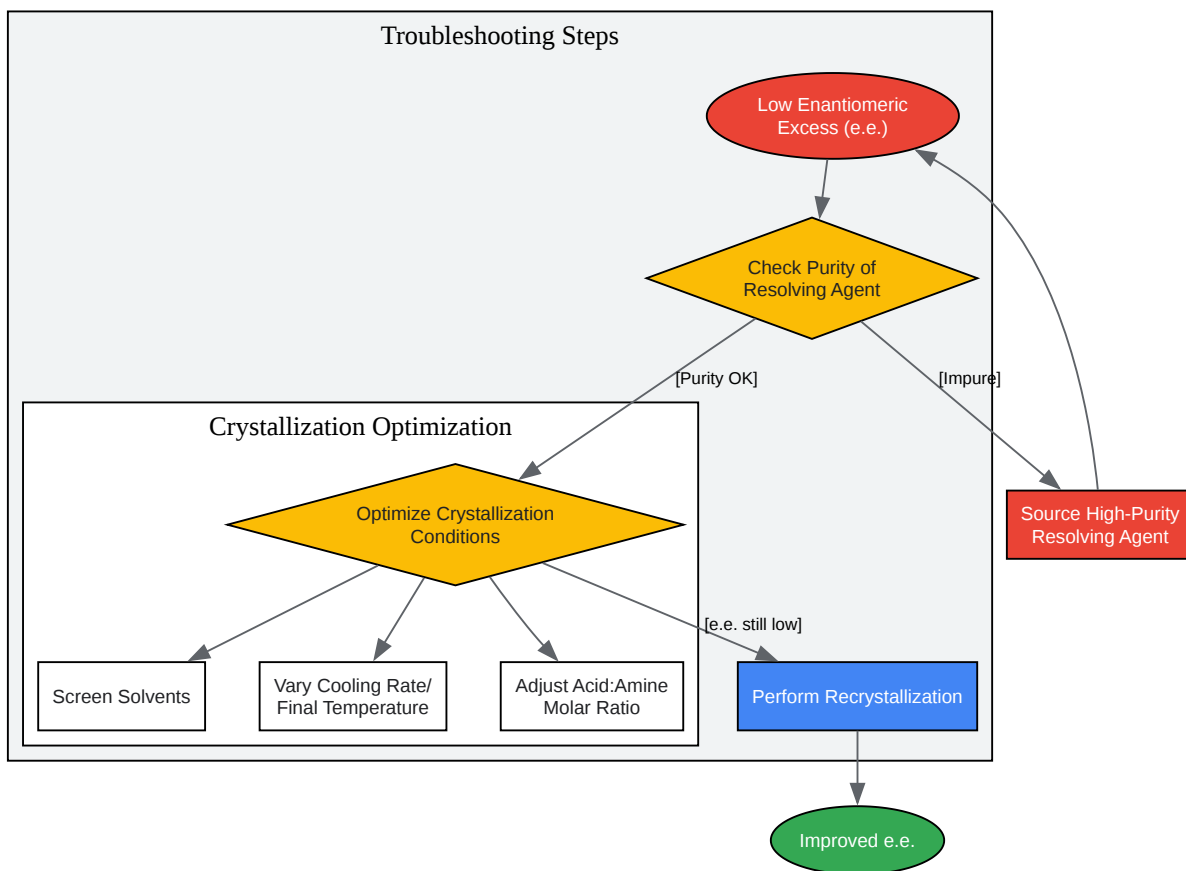 Troubleshooting Steps
Low Enantiomeric
Excess (e.e.)
Check Purity of
Resolving Agent
[Purity OK]
[Impure]
Crystallization Optimization
Optimize Crystallization
Conditions
Source High-Purity
Resolving Agent
[e.e. still low]
Screen Solvents
Vary Cooling Rate/
Final Temperature
Adjust Acid:Amine
Molar Ratio
Perform Recrystallization
Improved e.e.